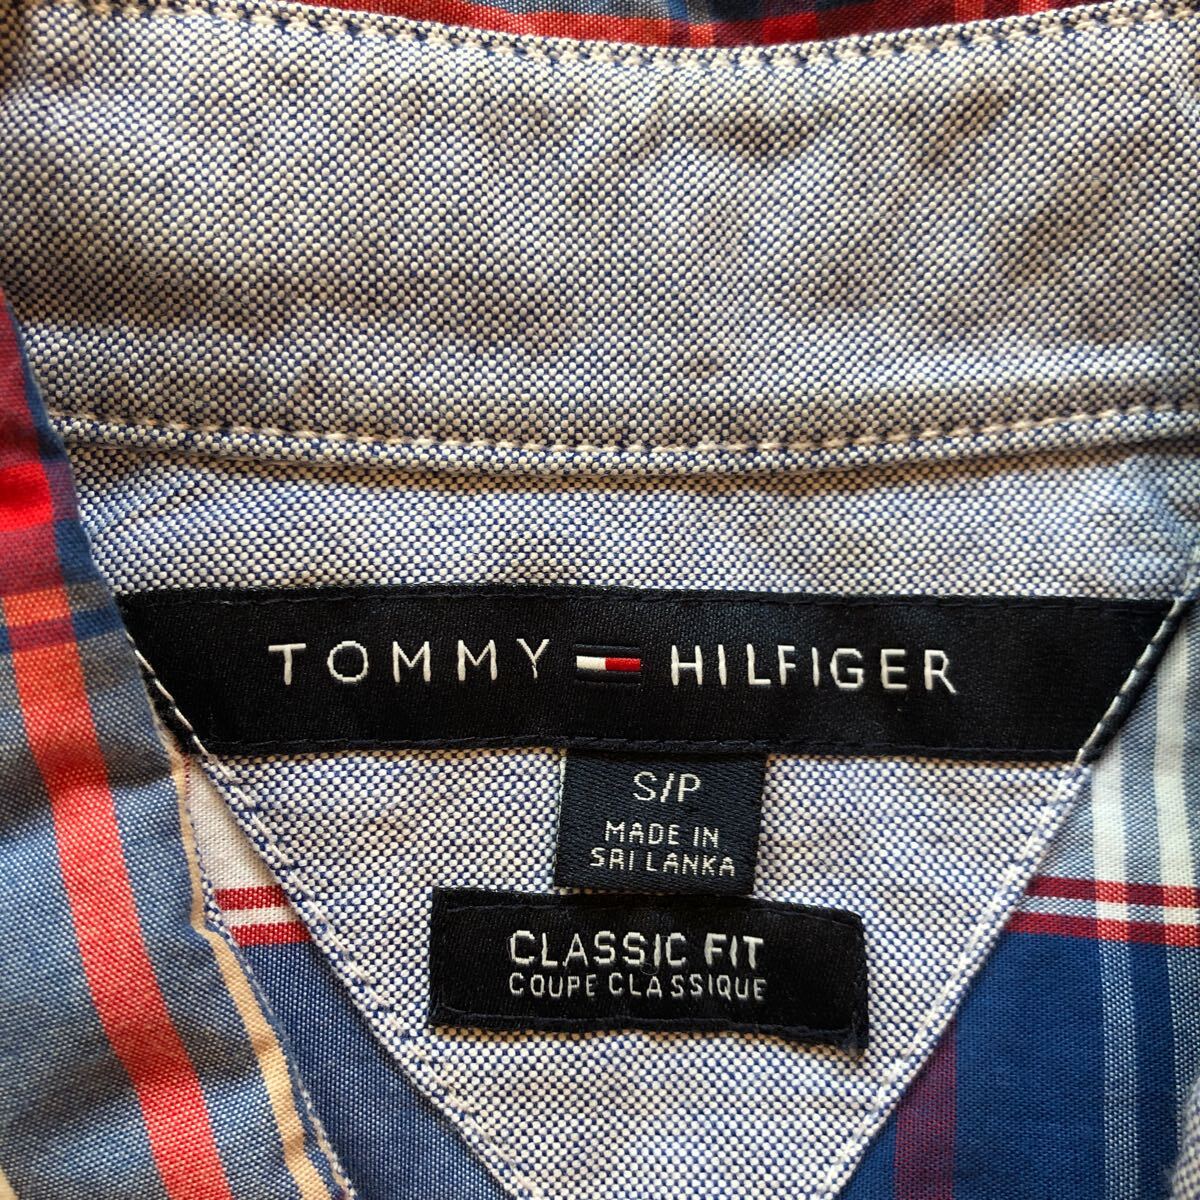 TOMMY HILFIGER
S/P
MADE IN
SRI LANKA
CLASSIC FIT
COUPE CLASSIQUE